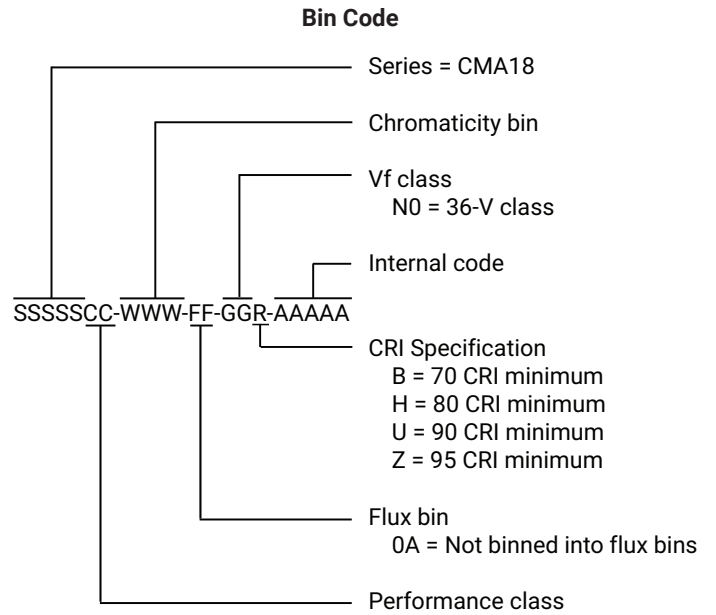 Bin Code
Series = CMA18
Chromaticity bin
Vf class
N0 = 36-V class
Internal code
SSSSSCC-WWW-FF-GGR-AAAAA
CRI Specification
B = 70 CRI minimum
H = 80 CRI minimum
U = 90 CRI minimum
Z = 95 CRI minimum
Flux bin
0A = Not binned into flux bins
Performance class